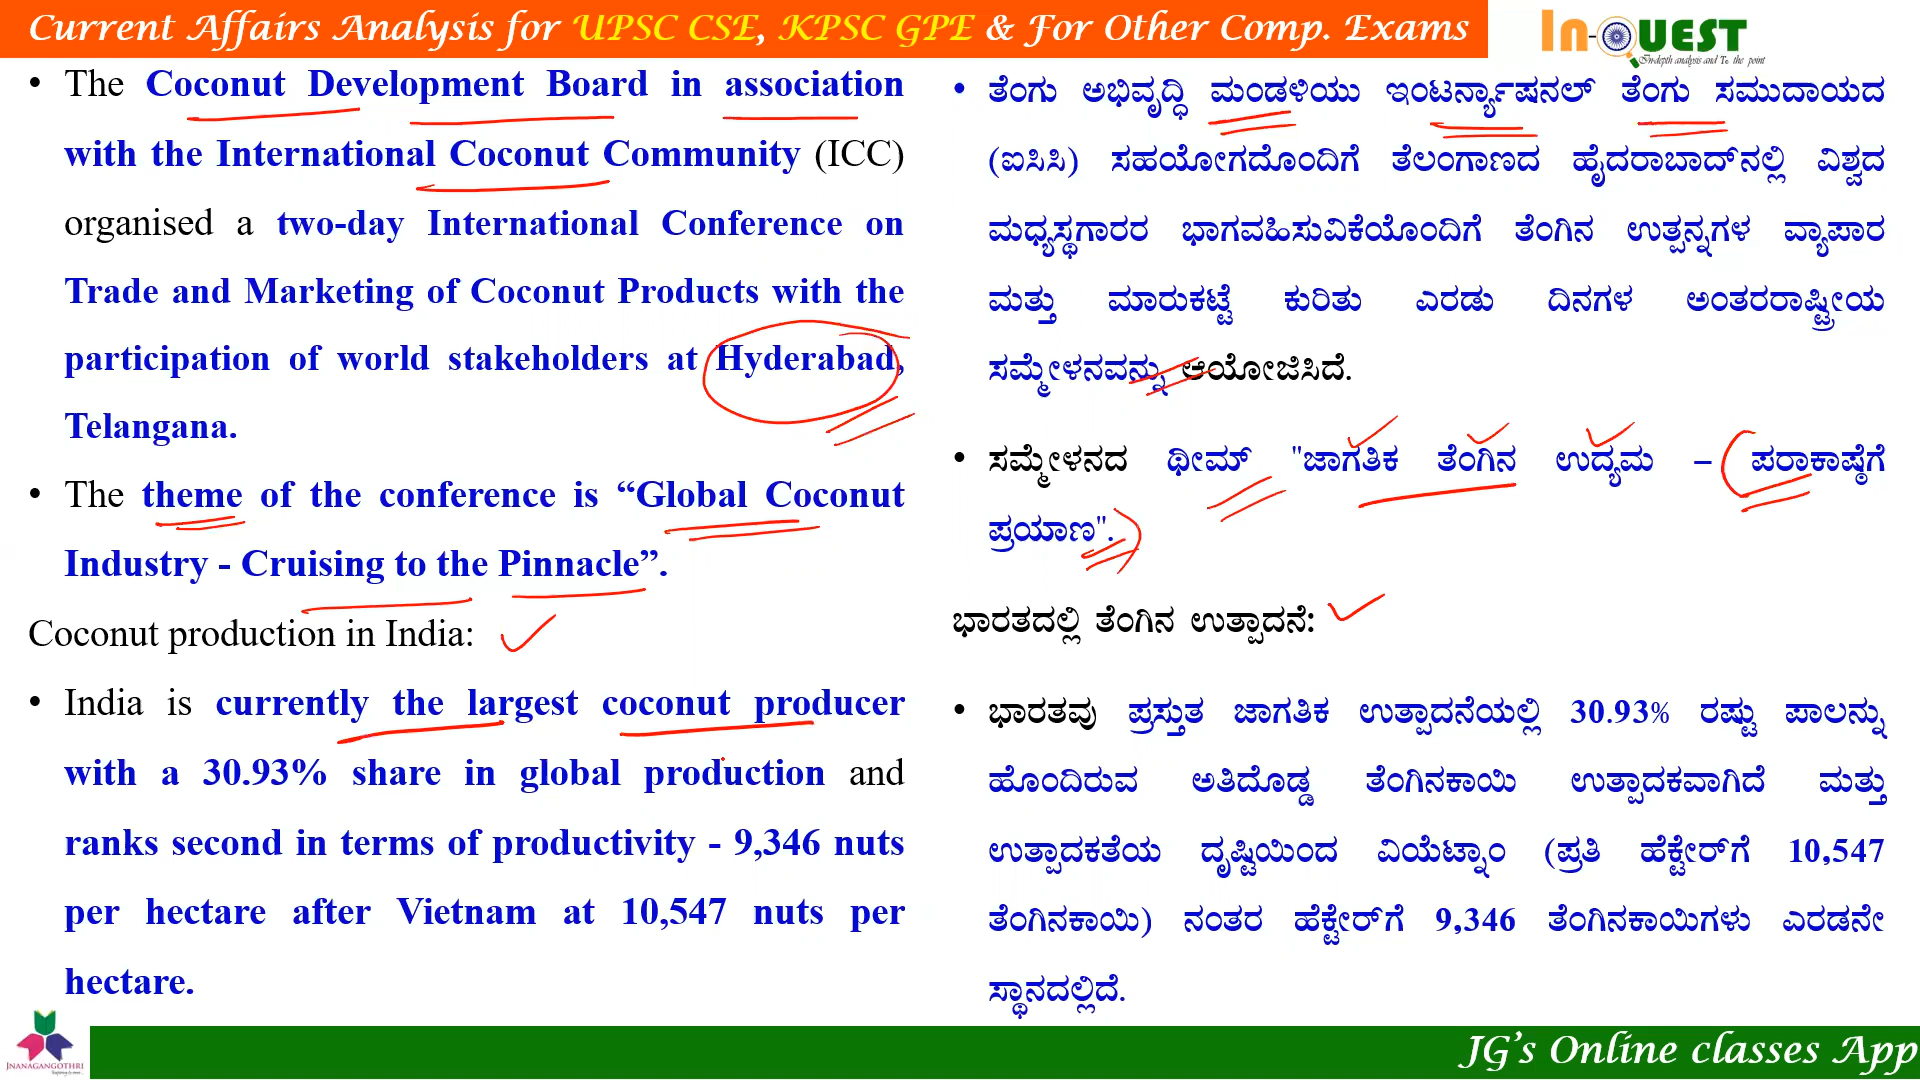 Current Affairs Analysis for UPSC CSE, KPSC GPE & For Other Comp. Exams
In-QUEST
In-depth analysis and To the point
• The Coconut Development Board in association
with the International Coconut Community (ICC)
organised a two-day International Conference on
Trade and Marketing of Coconut Products with the
participation of world stakeholders at Hyderabad,
Telangana.
• The theme of the conference is “Global Coconut
Industry - Cruising to the Pinnacle”.
Coconut production in India:
• India is currently the largest coconut producer
with a 30.93% share in global production and
ranks second in terms of productivity - 9,346 nuts
per hectare after Vietnam at 10,547 nuts per
hectare.
• ತೆಂಗು ಅಭಿವೃದ್ಧಿ ಮಂಡಳಿಯು ಇಂಟರ್ನ್ಯಾಷನಲ್ ತೆಂಗು ಸಮುದಾಯದ
(ಐಸಿಸಿ) ಸಹಯೋಗದೊಂದಿಗೆ ತೆಲಂಗಾಣದ ಹೈದರಾಬಾದ್‌ನಲ್ಲಿ ವಿಶ್ವದ
ಮಧ್ಯಸ್ಥಗಾರರ ಭಾಗವಹಿಸುವಿಕೆಯೊಂದಿಗೆ ತೆಂಗಿನ ಉತ್ಪನ್ನಗಳ ವ್ಯಾಪಾರ
ಮತ್ತು ಮಾರುಕಟ್ಟೆ ಕುರಿತು ಎರಡು ದಿನಗಳ ಅಂತರರಾಷ್ಟ್ರೀಯ
ಸಮ್ಮೇಳನವನ್ನು ಆಯೋಜಿಸಿದೆ.
• ಸಮ್ಮೇಳನದ ಥೀಮ್ "ಜಾಗತಿಕ ತೆಂಗಿನ ಉದ್ಯಮ – ಪರಾಕಾಷ್ಠೆಗೆ
ಪ್ರಯಾಣ".
ಭಾರತದಲ್ಲಿ ತೆಂಗಿನ ಉತ್ಪಾದನೆ:
• ಭಾರತವು ಪ್ರಸ್ತುತ ಜಾಗತಿಕ ಉತ್ಪಾದನೆಯಲ್ಲಿ 30.93% ರಷ್ಟು ಪಾಲನ್ನು
ಹೊಂದಿರುವ ಅತಿದೊಡ್ಡ ತೆಂಗಿನಕಾಯಿ ಉತ್ಪಾದಕವಾಗಿದೆ ಮತ್ತು
ಉತ್ಪಾದಕತೆಯ ದೃಷ್ಟಿಯಿಂದ ವಿಯೆಟ್ನಾಂ (ಪ್ರತಿ ಹೆಕ್ಟೇರ್‌ಗೆ 10,547
ತೆಂಗಿನಕಾಯಿ) ನಂತರ ಹೆಕ್ಟೇರ್‌ಗೆ 9,346 ತೆಂಗಿನಕಾಯಿಗಳು ಎರಡನೇ
ಸ್ಥಾನದಲ್ಲಿದೆ.
JNANAGANGOTHRI
JG's Online classes App